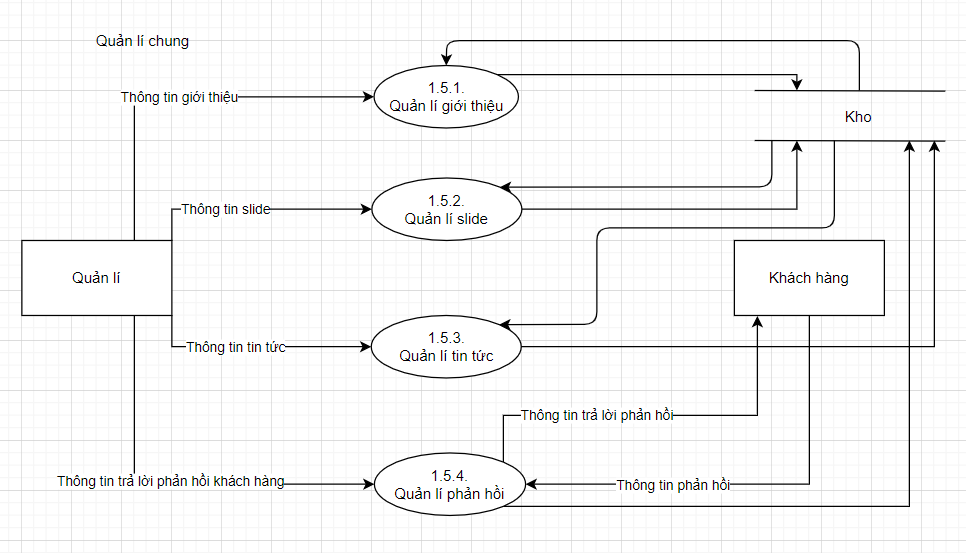 Quản lí chung
Thông tin giới thiệu
1.5.1.
Quản lí giới thiệu
Kho
Thông tin slide
1.5.2.
Quản lí slide
Quản lí
Khách hàng
Thông tin tin tức
1.5.3.
Quản lí tin tức
Thông tin trả lời phản hồi
Thông tin trả lời phản hồi khách hàng
1.5.4.
Quản lí phản hồi
Thông tin phản hồi